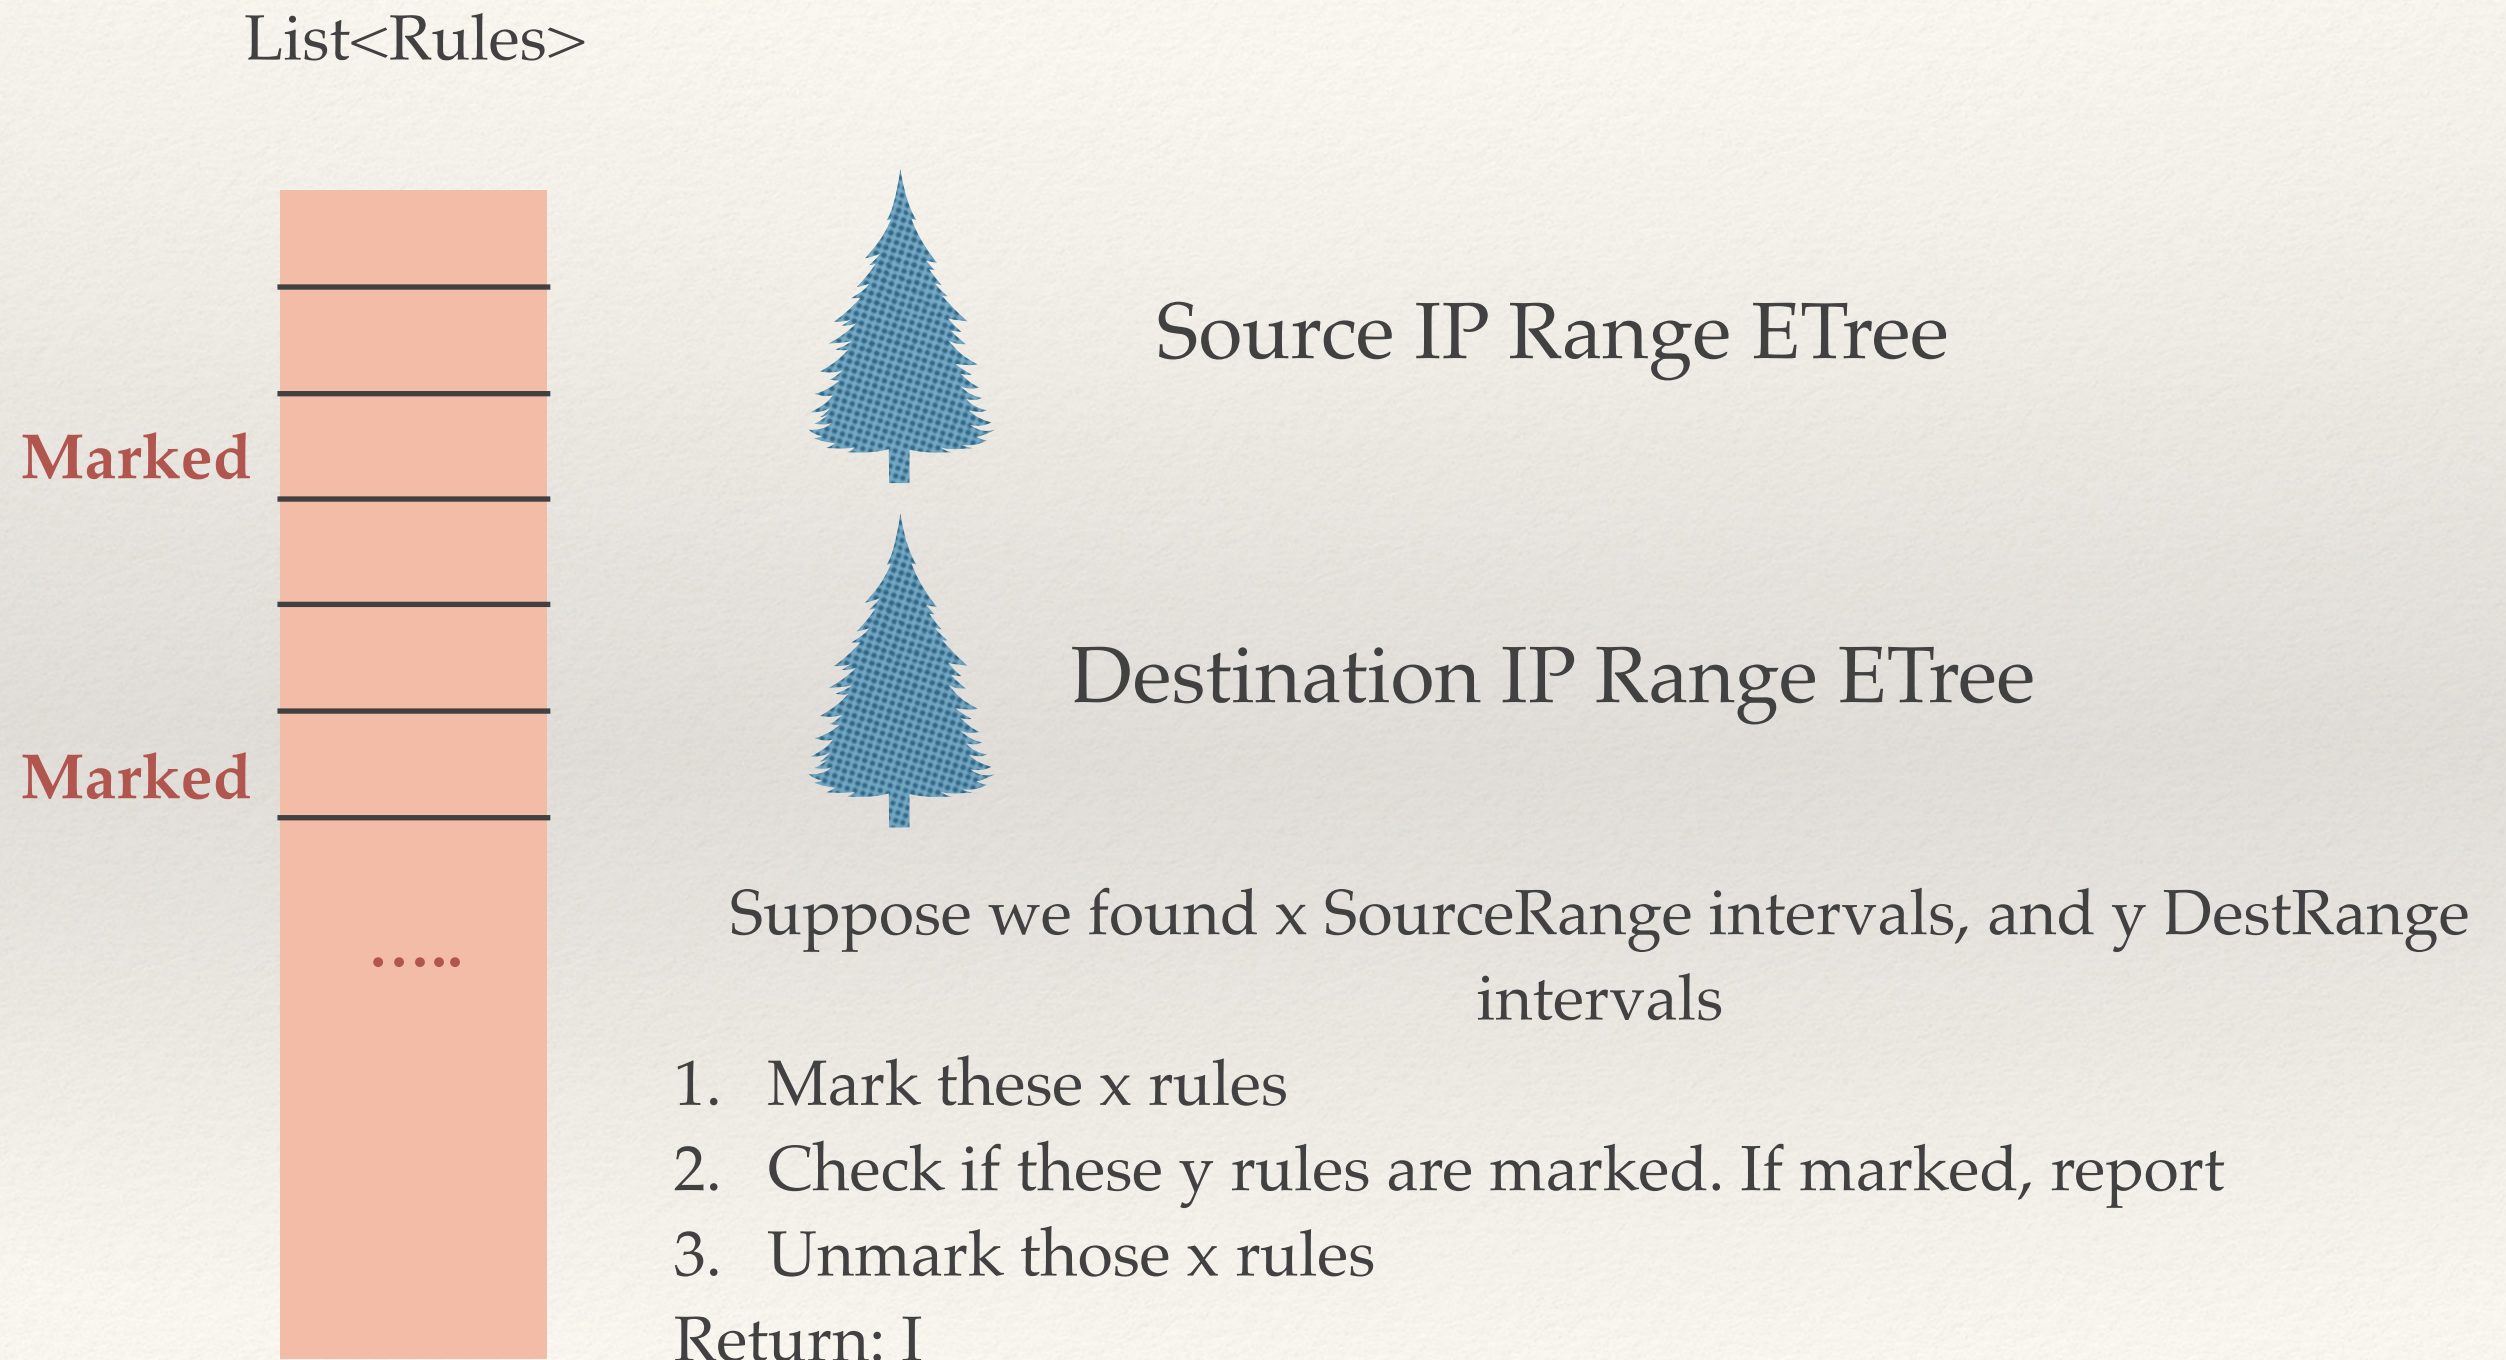 List<Rules>
Source IP Range ETree
Marked
Destination IP Range ETree
Marked
Suppose we found x SourceRange intervals, and y DestRange
intervals
.....
1. Mark these x rules
2. Check if these y rules are marked. If marked, report
3. Unmark those x rules
Return: I